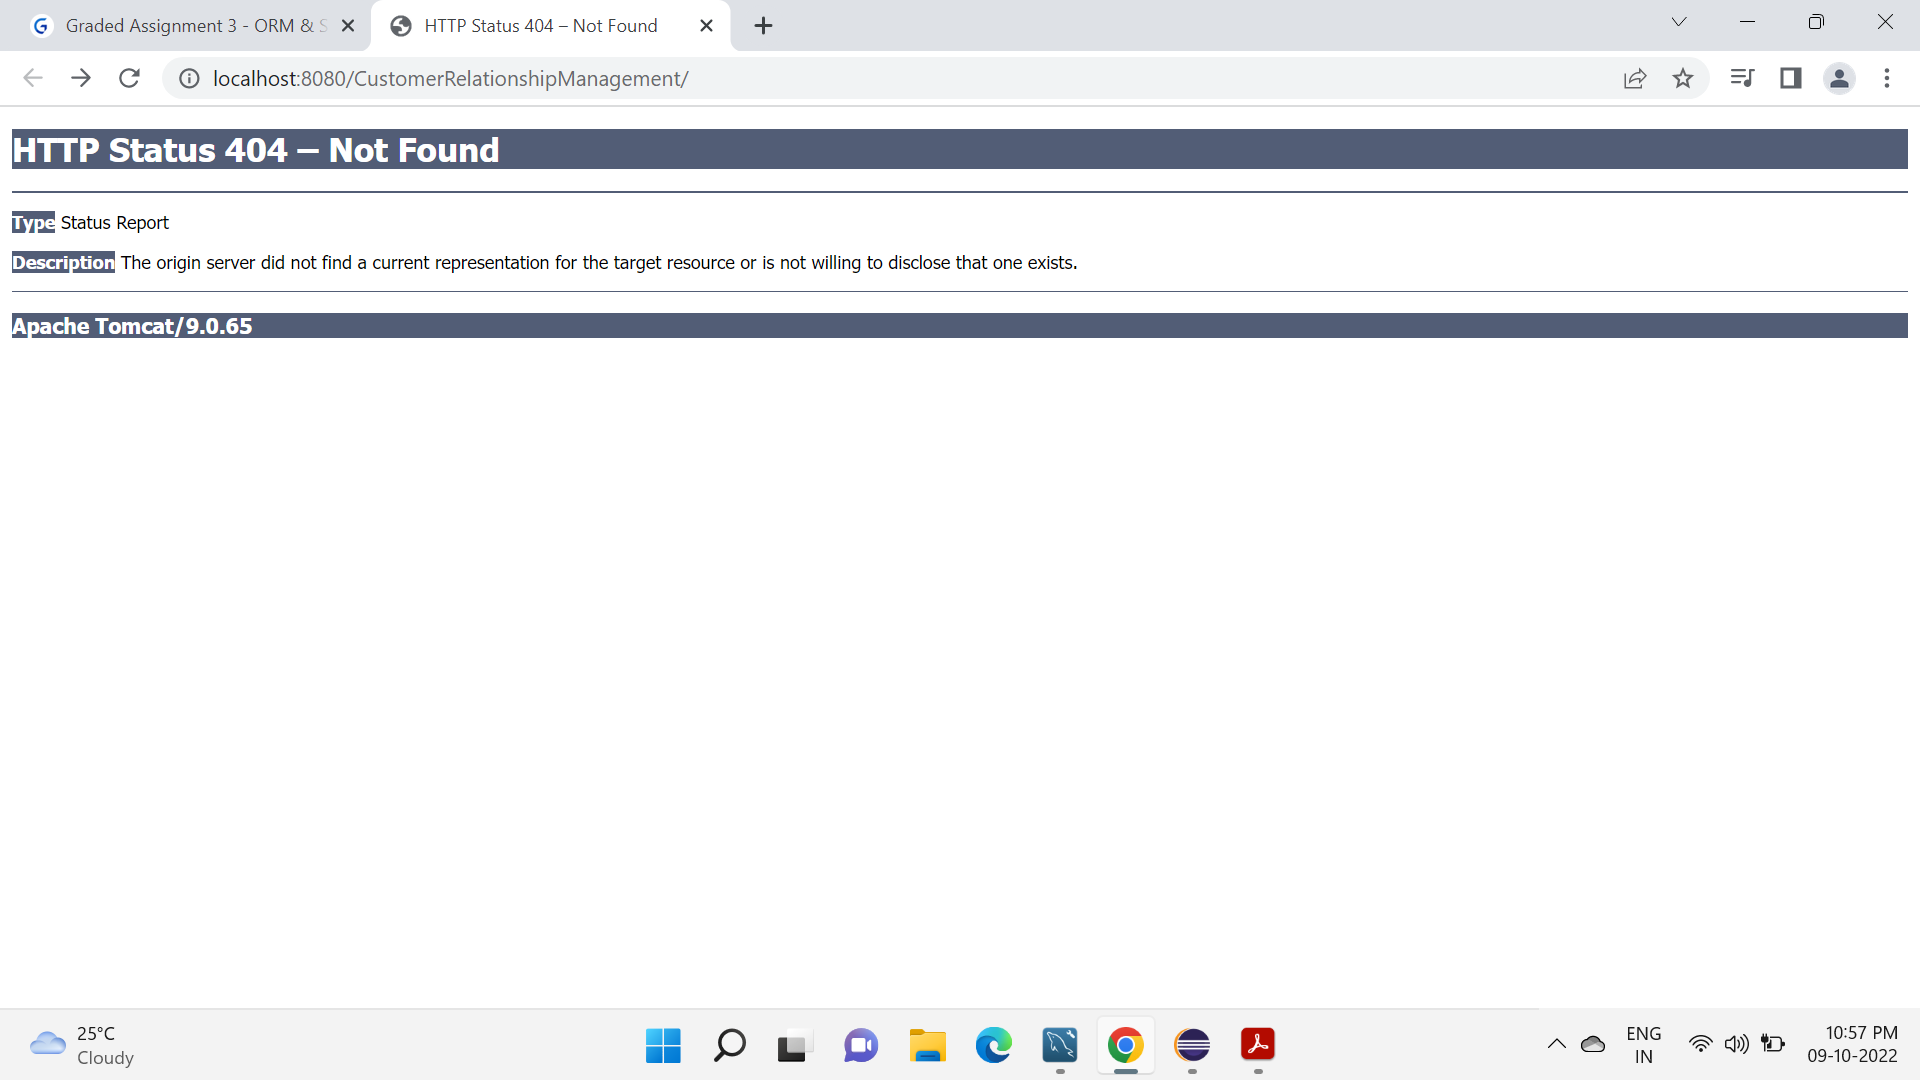 Graded Assignment 3 - ORM & S
HTTP Status 404 – Not Found
localhost:8080/CustomerRelationshipManagement/
HTTP Status 404 – Not Found
Type Status Report
Description The origin server did not find a current representation for the target resource or is not willing to disclose that one exists.
Apache Tomcat/9.0.65
25°C
Cloudy
ENG
IN
10:57 PM
09-10-2022